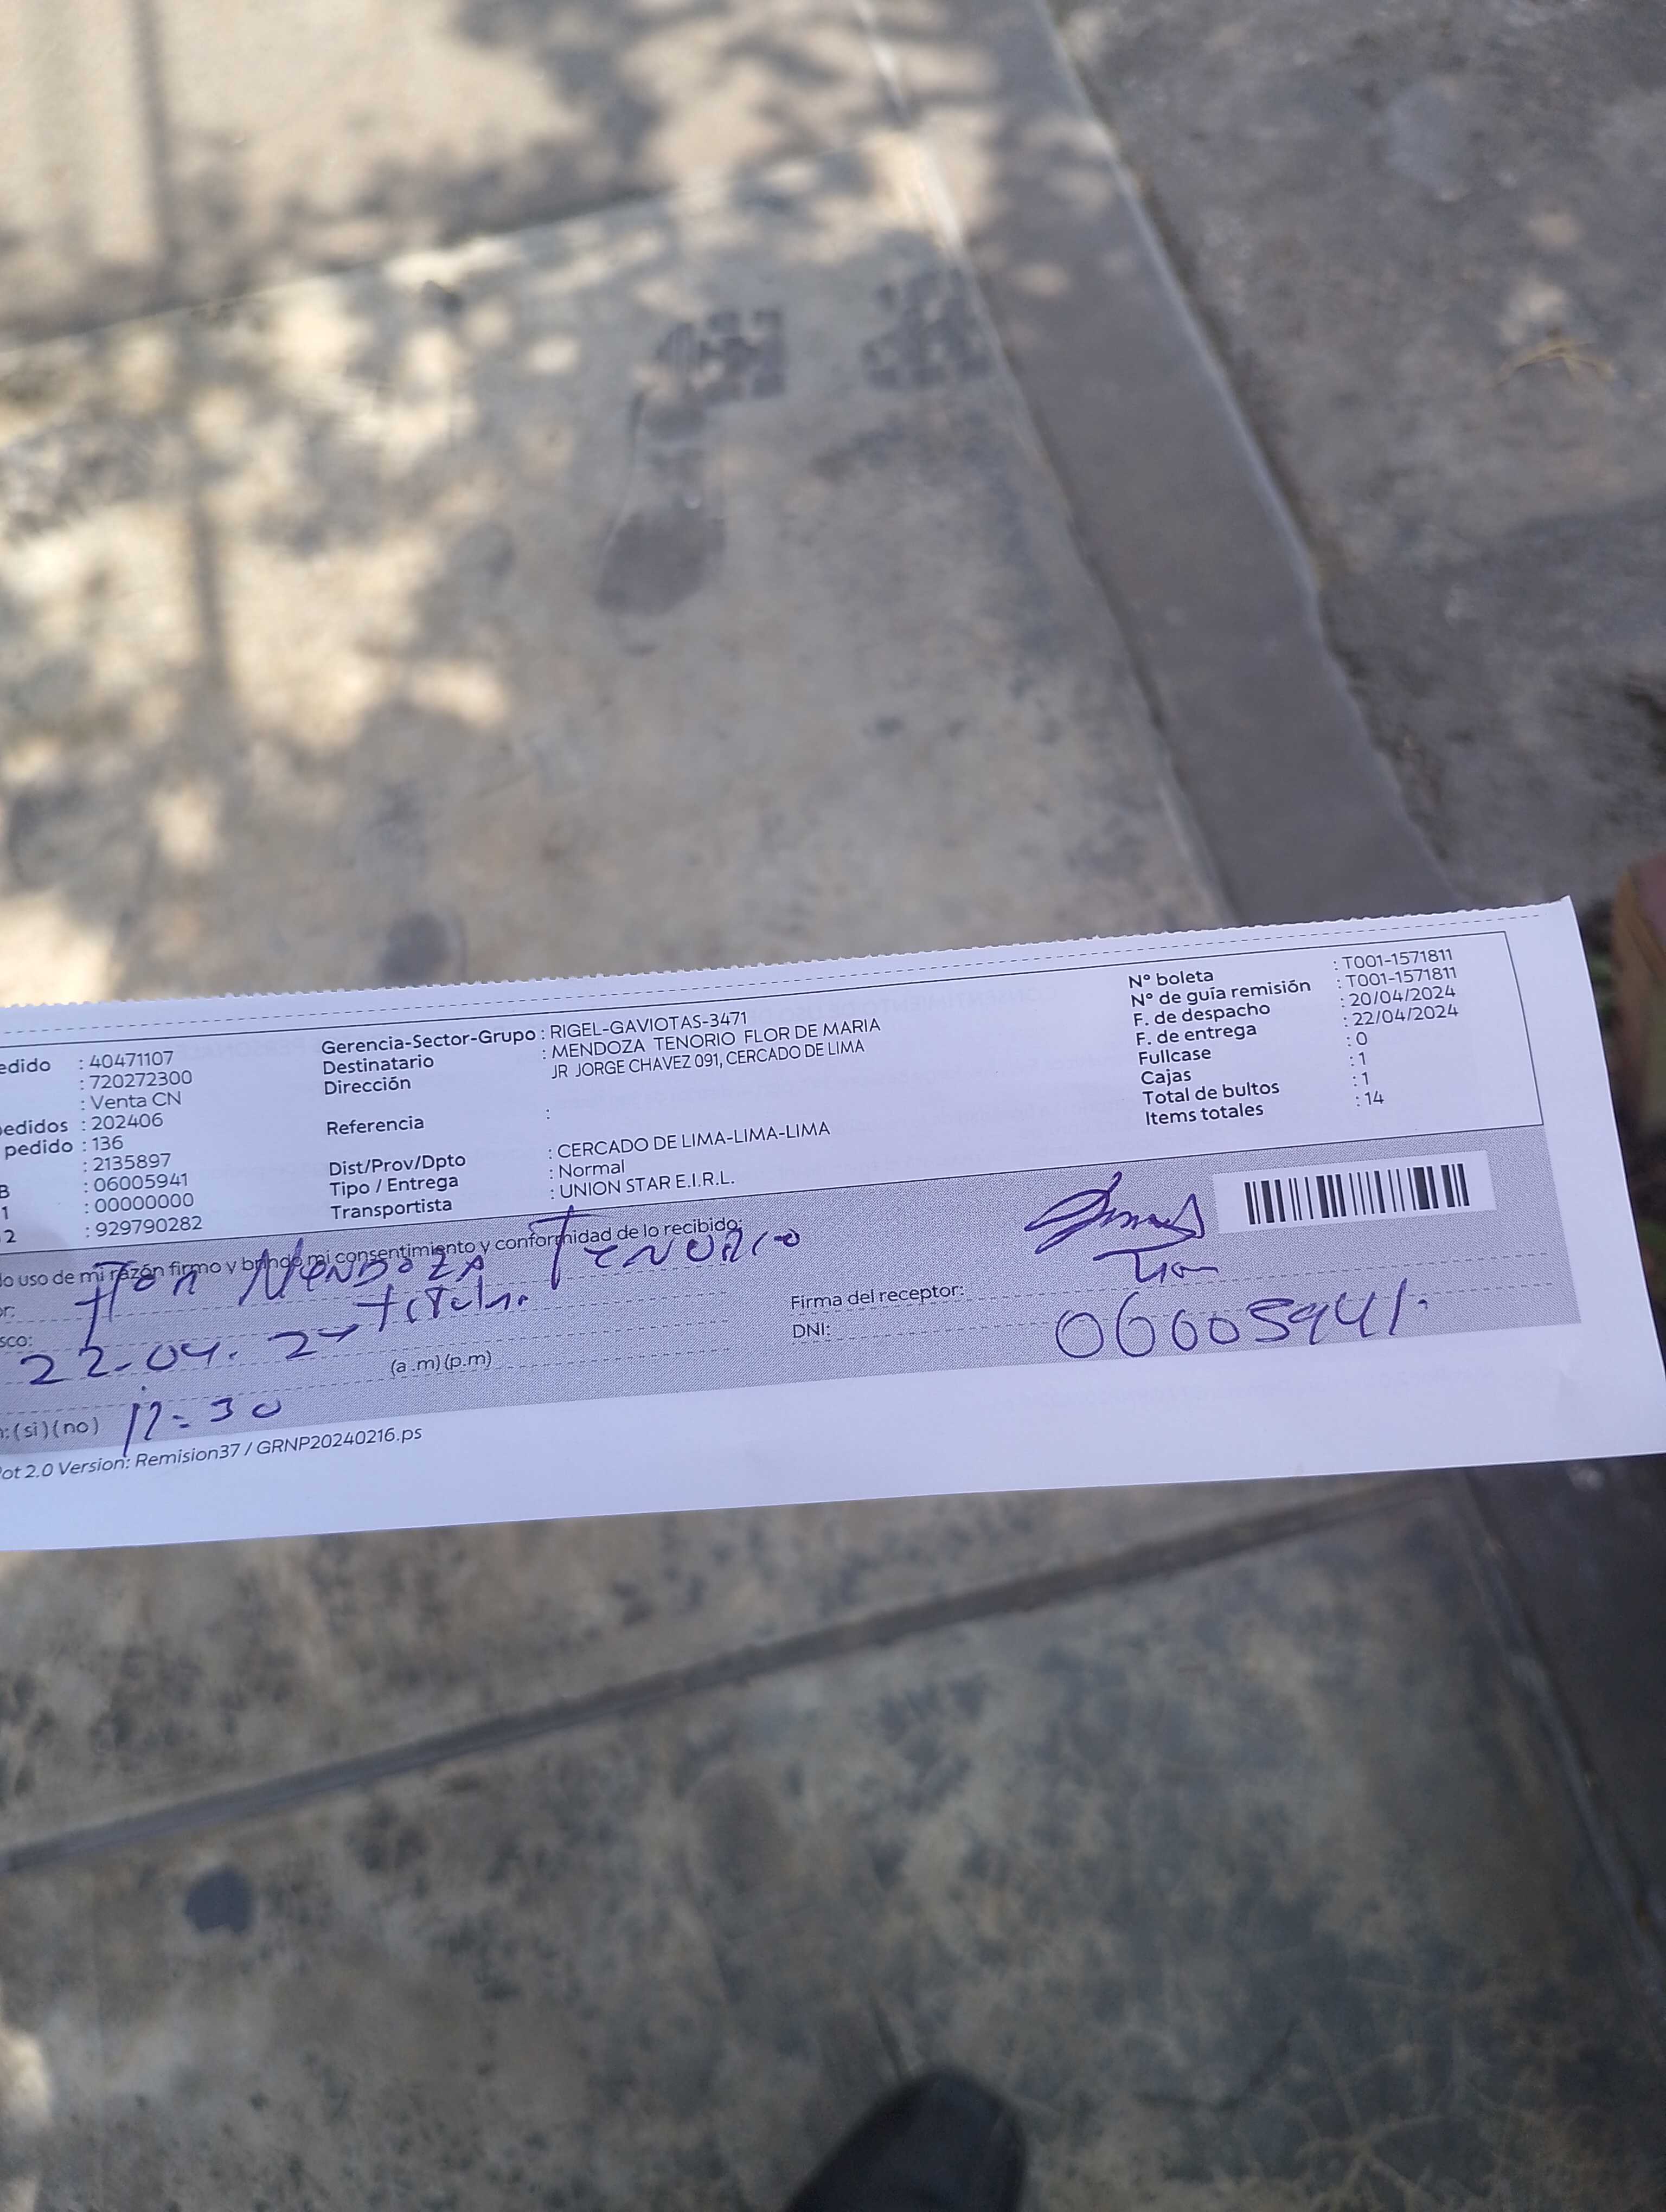 edido : 40471107
: 720272300
: Venta CN
pedidos : 202406
pedido : 136
: 2135897
B : 06005941
1 : 00000000
2 : 929790282
Gerencia-Sector-Grupo : RIGEL-GAVIOTAS-3471
Destinatario : MENDOZA TENORIO FLOR DE MARIA
Dirección JR JORGE CHAVEZ 091, CERCADO DE LIMA
Referencia :
Dist/Prov/Dpto : CERCADO DE LIMA-LIMA-LIMA
Tipo / Entrega : Normal
Transportista : UNION STAR E.I.R.L.
Nº boleta : T001-1571811
Nº de guía remisión : T001-1571811
F. de despacho : 20/04/2024
F. de entrega : 22/04/2024
Fullcase : 0
Cajas : 1
Total de bultos : 1
Items totales : 14
do uso de mi razón firmo y brindo mi consentimiento y conformidad de lo recibido:
or: Flor MENDOZA TENORIO
sco: titular
22-04.24 (a.m)(p.m)
n:(si)(no) 12:30
Firma del receptor:
DNI: 06005941.
Pot 2.0 Version: Remision37 / GRNP20240216.ps